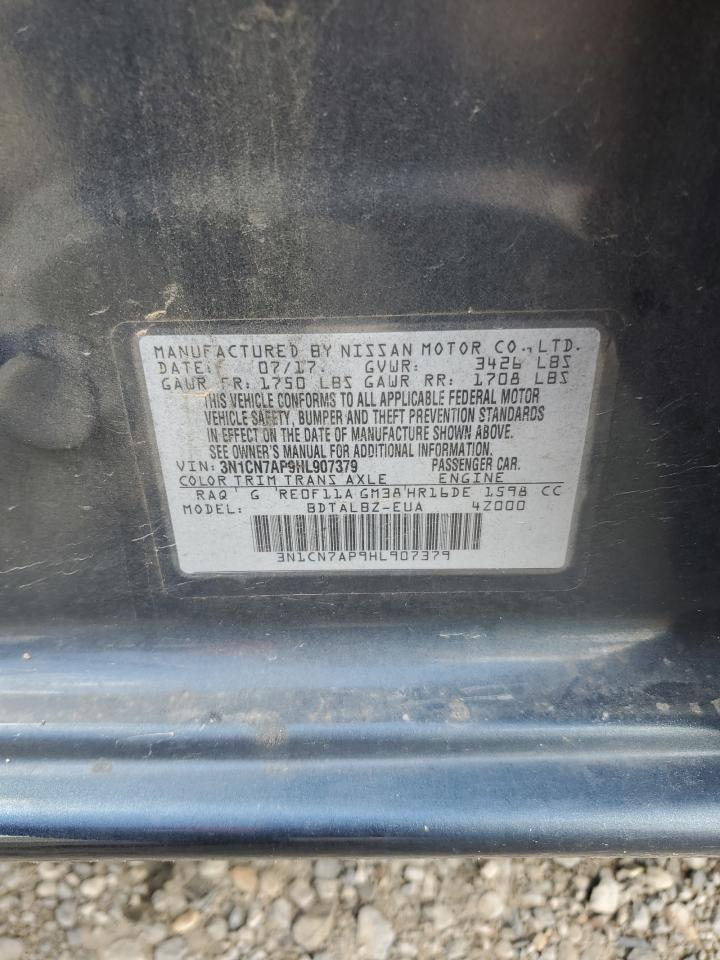 MANUFACTURED BY NISSAN MOTOR CO., LTD.
DATE: 07/17 GVWR: 3426 LBS
GAWR FR: 1750 LBS GAWR RR: 1708 LBS
THIS VEHICLE CONFORMS TO ALL APPLICABLE FEDERAL MOTOR
VEHICLE SAFETY, BUMPER AND THEFT PREVENTION STANDARDS
IN EFFECT ON THE DATE OF MANUFACTURE SHOWN ABOVE.
SEE OWNER'S MANUAL FOR ADDITIONAL INFORMATION.
VIN: 3N1CN7AP9HL907379 PASSENGER CAR.
COLOR TRIM TRANS AXLE ENGINE
RAQ G RE0F11A GM38 HR16DE 1598 CC
MODEL: BDTALBZ-EUA 4Z000
3N1CN7AP9HL907379